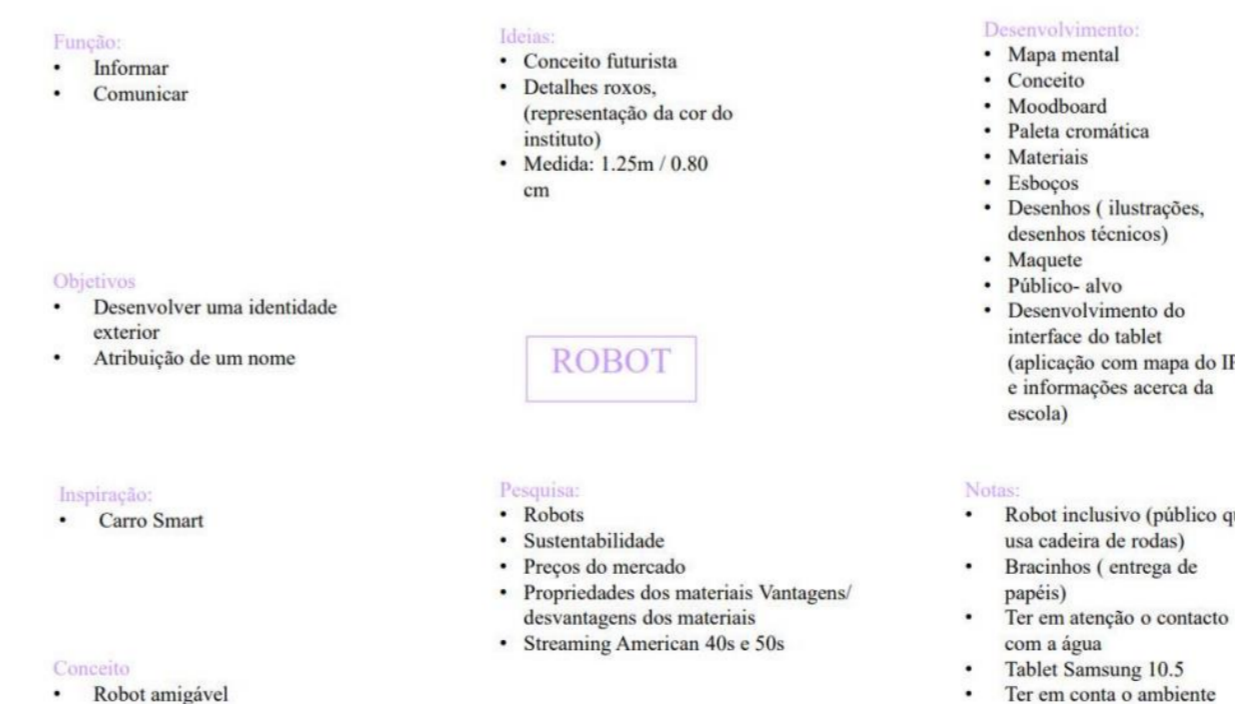 Função:
• Informar
• Comunicar
Objetivos
• Desenvolver uma identidade
exterior
• Atribuição de um nome
Inspiração:
• Carro Smart
Conceito
• Robot amigável
Ideias:
• Conceito futurista
• Detalhes roxos,
(representação da cor do
instituto)
• Medida: 1.25m / 0.80
cm
ROBOT
Pesquisa:
• Robots
• Sustentabilidade
• Preços do mercado
• Propriedades dos materiais Vantagens/
desvantagens dos materiais
• Streaming American 40s e 50s
Desenvolvimento:
• Mapa mental
• Conceito
• Moodboard
• Paleta cromática
• Materiais
• Esboços
• Desenhos ( ilustrações,
desenhos técnicos)
• Maquete
• Público- alvo
• Desenvolvimento do
interface do tablet
(aplicação com mapa do
e informações acerca da
escola)
Notas:
• Robot inclusivo (público
usa cadeira de rodas)
• Bracinhos ( entrega de
papéis)
• Ter em atenção o contacto
com a água
• Tablet Samsung 10.5
• Ter em conta o ambiente